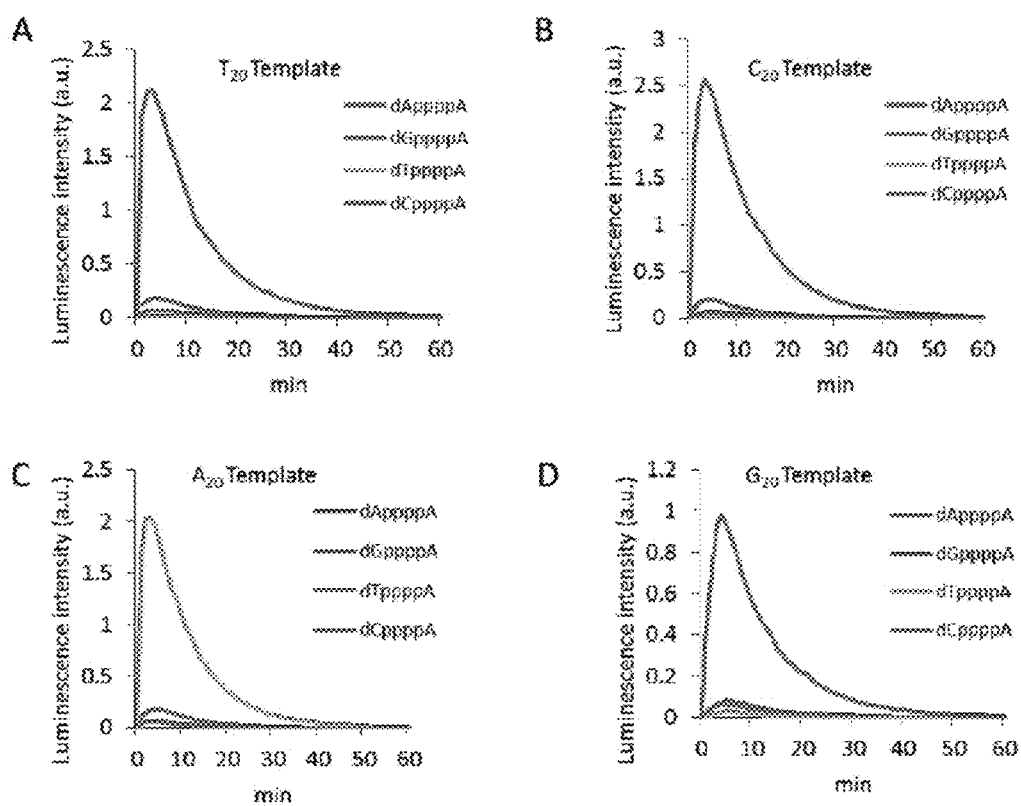 A
T20 Template
Luminescence intensity (a.u.)
2.5
2
1.5
1
0.5
0
0 10 20 30 40 50 60
min
dAppppA
dGppppA
dTppppA
dCppppA
B
C20 Template
Luminescence intensity (a.u.)
3
2.5
2
1.5
1
0.5
0
0 10 20 30 40 50 60
min
dAppppA
dGppppA
dTppppA
dCppppA
C
A20 Template
Luminescence intensity (a.u.)
2.5
2
1.5
1
0.5
0
0 10 20 30 40 50 60
min
dAppppA
dGppppA
dTppppA
dCppppA
D
G20 Template
Luminescence intensity (a.u.)
1.2
1
0.8
0.6
0.4
0.2
0
0 10 20 30 40 50 60
min
dAppppA
dGppppA
dTppppA
dCppppA